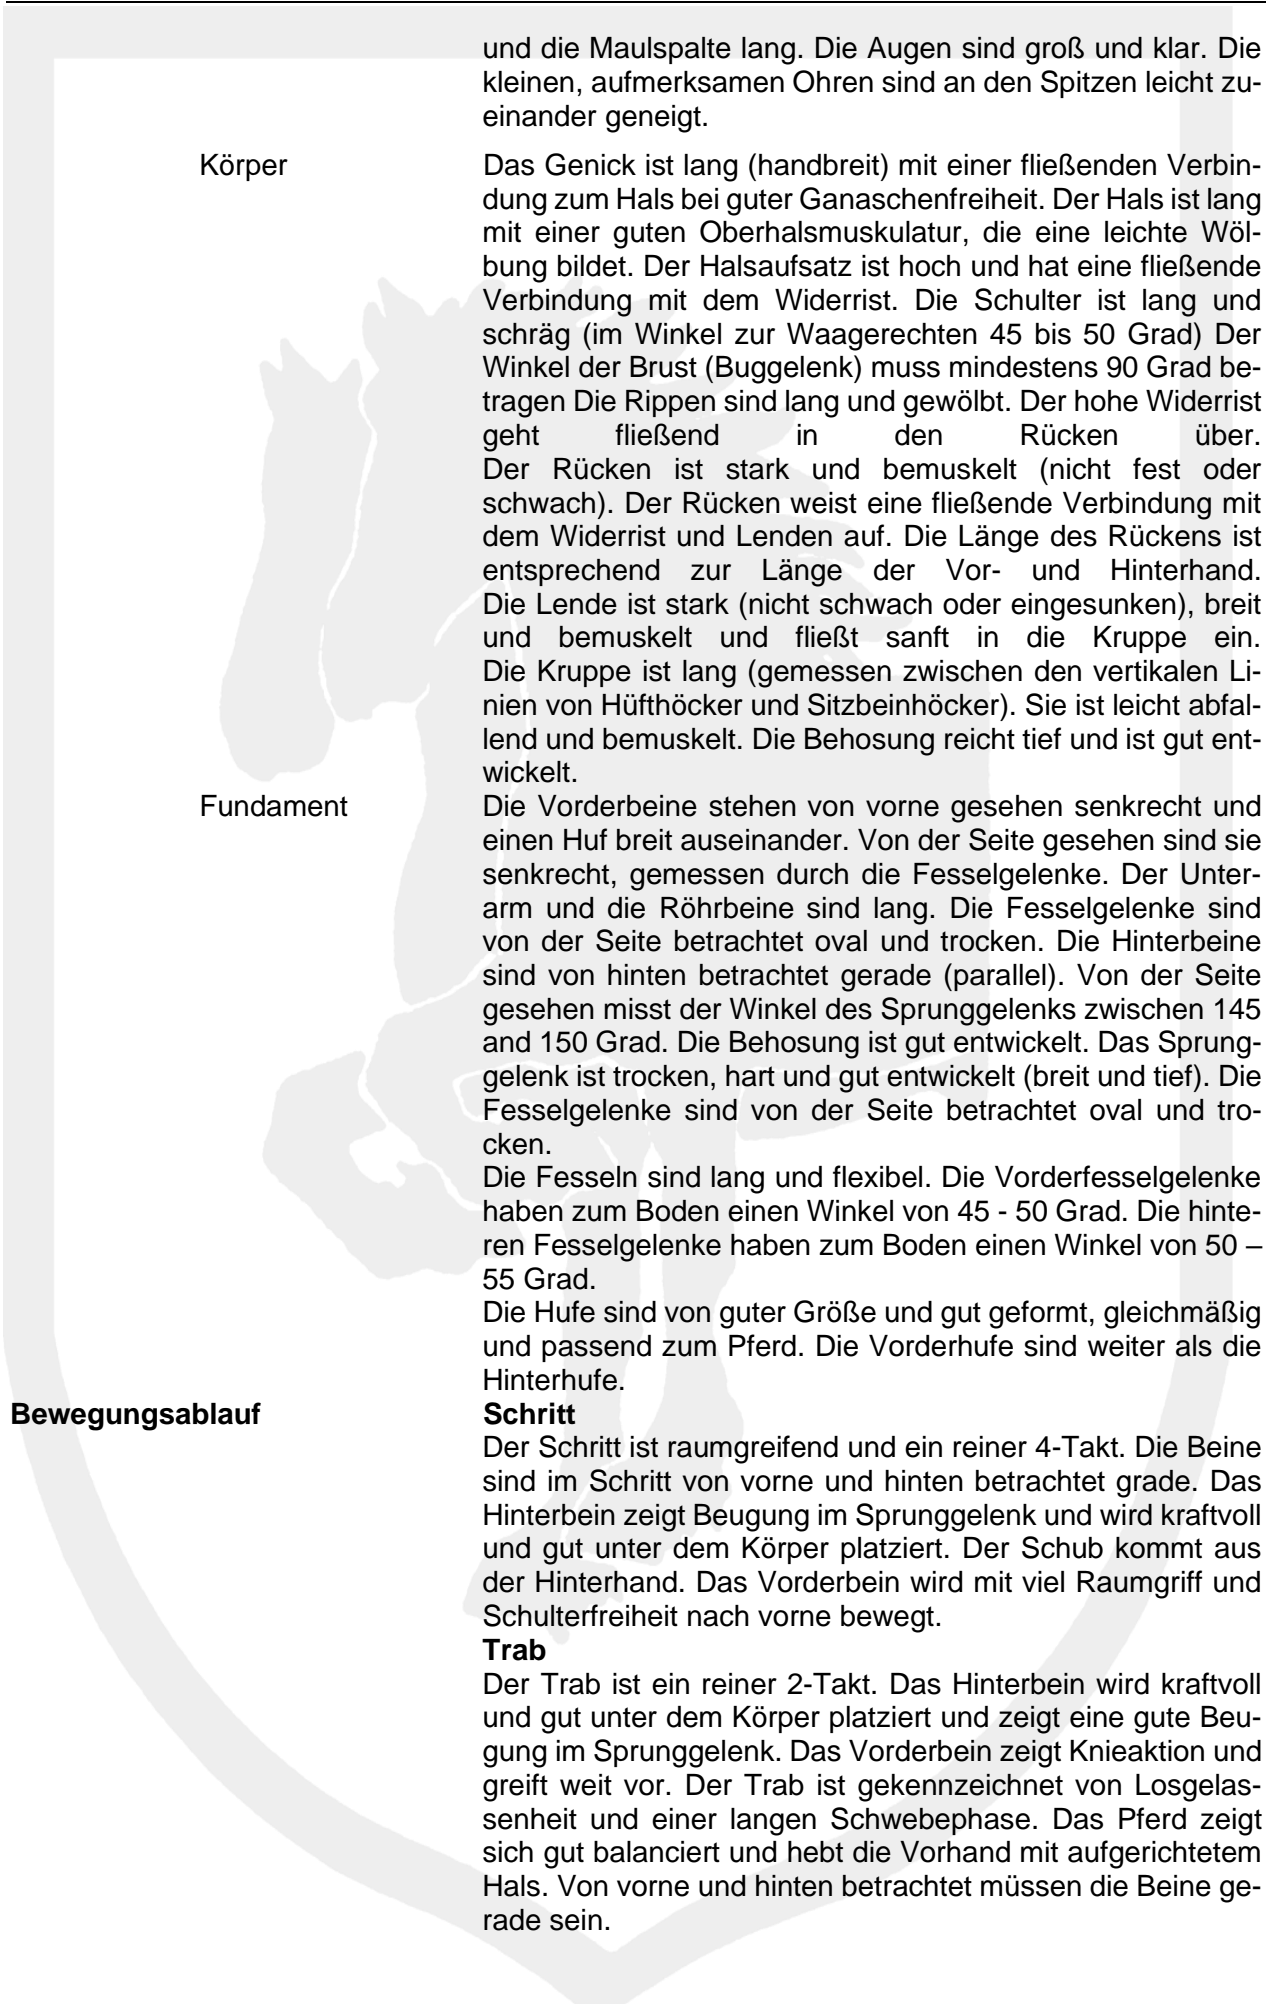 und die Maulspalte lang. Die Augen sind groß und klar. Die
kleinen, aufmerksamen Ohren sind an den Spitzen leicht zu-
einander geneigt.
Körper Das Genick ist lang (handbreit) mit einer fließenden Verbin-
dung zum Hals bei guter Ganaschenfreiheit. Der Hals ist lang
mit einer guten Oberhalsmuskulatur, die eine leichte Wöl-
bung bildet. Der Halsaufsatz ist hoch und hat eine fließende
Verbindung mit dem Widerrist. Die Schulter ist lang und
schräg (im Winkel zur Waagerechten 45 bis 50 Grad) Der
Winkel der Brust (Buggelenk) muss mindestens 90 Grad be-
tragen Die Rippen sind lang und gewölbt. Der hohe Widerrist
geht fließend in den Rücken über.
Der Rücken ist stark und bemuskelt (nicht fest oder
schwach). Der Rücken weist eine fließende Verbindung mit
dem Widerrist und Lenden auf. Die Länge des Rückens ist
entsprechend zur Länge der Vor- und Hinterhand.
Die Lende ist stark (nicht schwach oder eingesunken), breit
und bemuskelt und fließt sanft in die Kruppe ein.
Die Kruppe ist lang (gemessen zwischen den vertikalen Li-
nien von Hüfthöcker und Sitzbeinhöcker). Sie ist leicht abfal-
lend und bemuskelt. Die Behosung reicht tief und ist gut ent-
wickelt.
Fundament Die Vorderbeine stehen von vorne gesehen senkrecht und
einen Huf breit auseinander. Von der Seite gesehen sind sie
senkrecht, gemessen durch die Fesselgelenke. Der Unter-
arm und die Röhrbeine sind lang. Die Fesselgelenke sind
von der Seite betrachtet oval und trocken. Die Hinterbeine
sind von hinten betrachtet gerade (parallel). Von der Seite
gesehen misst der Winkel des Sprunggelenks zwischen 145
and 150 Grad. Die Behosung ist gut entwickelt. Das Sprung-
gelenk ist trocken, hart und gut entwickelt (breit und tief). Die
Fesselgelenke sind von der Seite betrachtet oval und tro-
cken.
Die Fesseln sind lang und flexibel. Die Vorderfesselgelenke
haben zum Boden einen Winkel von 45 - 50 Grad. Die hinte-
ren Fesselgelenke haben zum Boden einen Winkel von 50 –
55 Grad.
Die Hufe sind von guter Größe und gut geformt, gleichmäßig
und passend zum Pferd. Die Vorderhufe sind weiter als die
Hinterhufe.
Bewegungsablauf Schritt
Der Schritt ist raumgreifend und ein reiner 4-Takt. Die Beine
sind im Schritt von vorne und hinten betrachtet grade. Das
Hinterbein zeigt Beugung im Sprunggelenk und wird kraftvoll
und gut unter dem Körper platziert. Der Schub kommt aus
der Hinterhand. Das Vorderbein wird mit viel Raumgriff und
Schulterfreiheit nach vorne bewegt.
Trab
Der Trab ist ein reiner 2-Takt. Das Hinterbein wird kraftvoll
und gut unter dem Körper platziert und zeigt eine gute Beu-
gung im Sprunggelenk. Das Vorderbein zeigt Knieaktion und
greift weit vor. Der Trab ist gekennzeichnet von Losgelas-
senheit und einer langen Schwebephase. Das Pferd zeigt
sich gut balanciert und hebt die Vorhand mit aufgerichtetem
Hals. Von vorne und hinten betrachtet müssen die Beine ge-
rade sein.